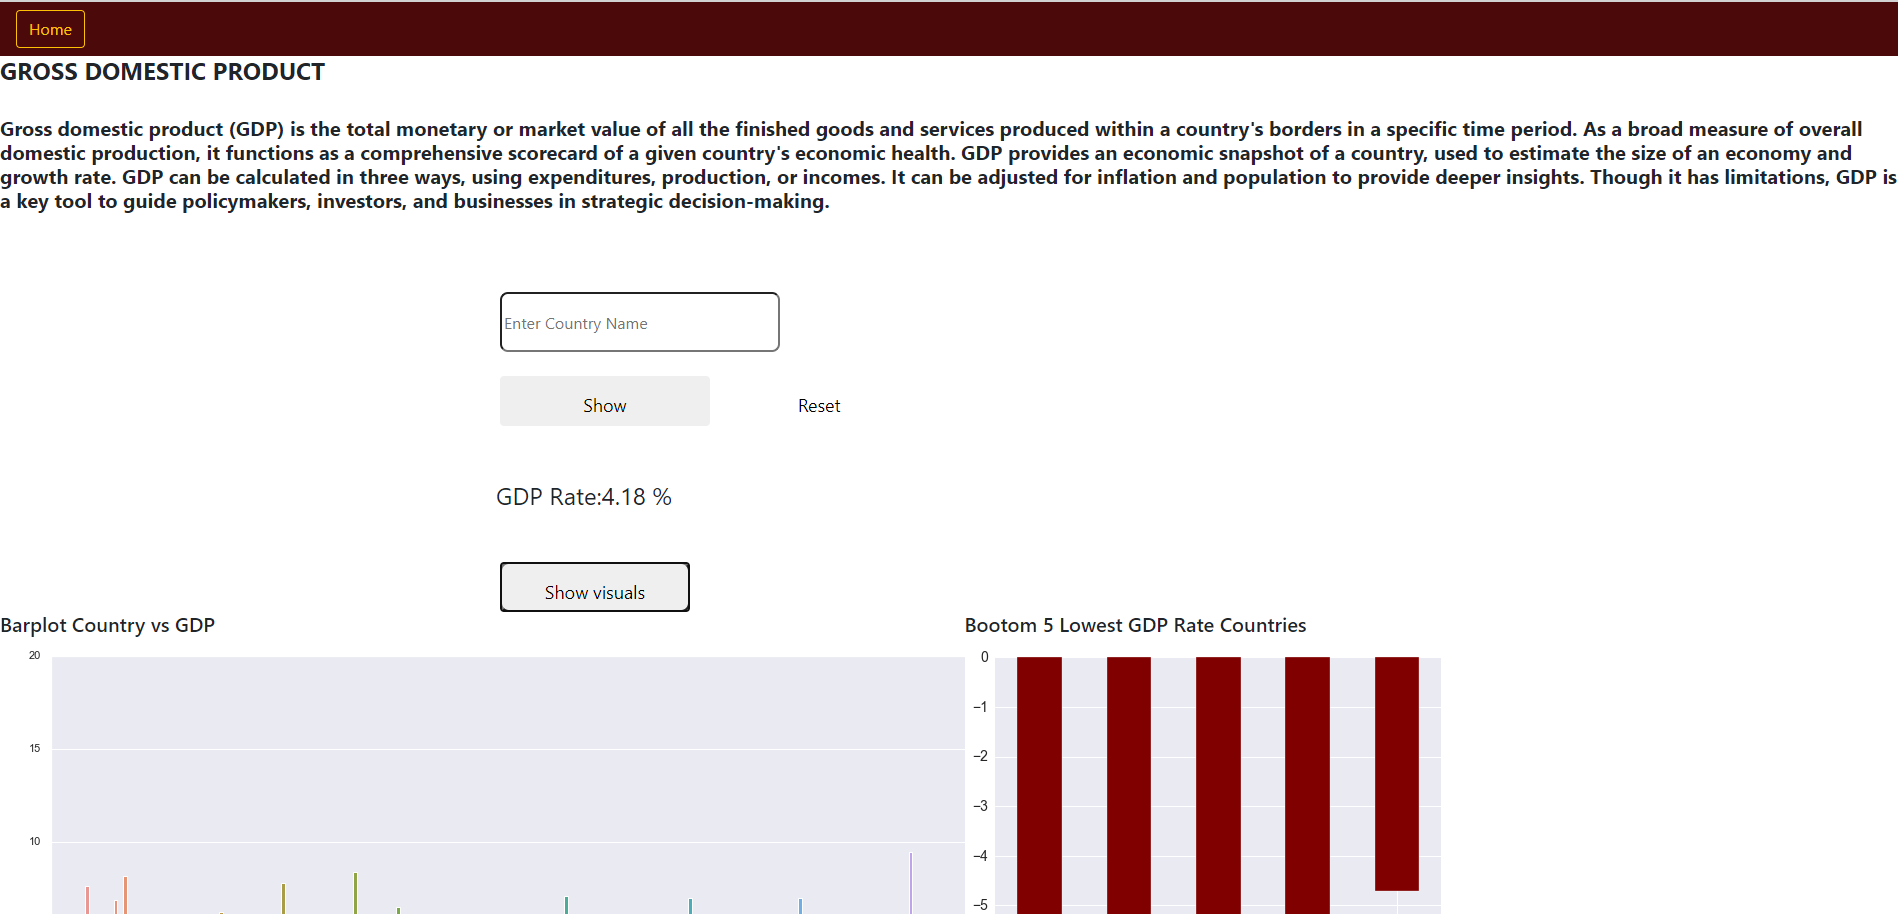 Home
GROSS DOMESTIC PRODUCT
Gross domestic product (GDP) is the total monetary or market value of all the finished goods and services produced within a country's borders in a specific time period. As a broad measure of overall
domestic production, it functions as a comprehensive scorecard of a given country's economic health. GDP provides an economic snapshot of a country, used to estimate the size of an economy and
growth rate. GDP can be calculated in three ways, using expenditures, production, or incomes. It can be adjusted for inflation and population to provide deeper insights. Though it has limitations, GDP is
a key tool to guide policymakers, investors, and businesses in strategic decision-making.
Enter Country Name
Show
Reset
GDP Rate:4.18 %
Show visuals
Barplot Country vs GDP
20
15
10
Bootom 5 Lowest GDP Rate Countries
0
−1
−2
−3
−4
−5